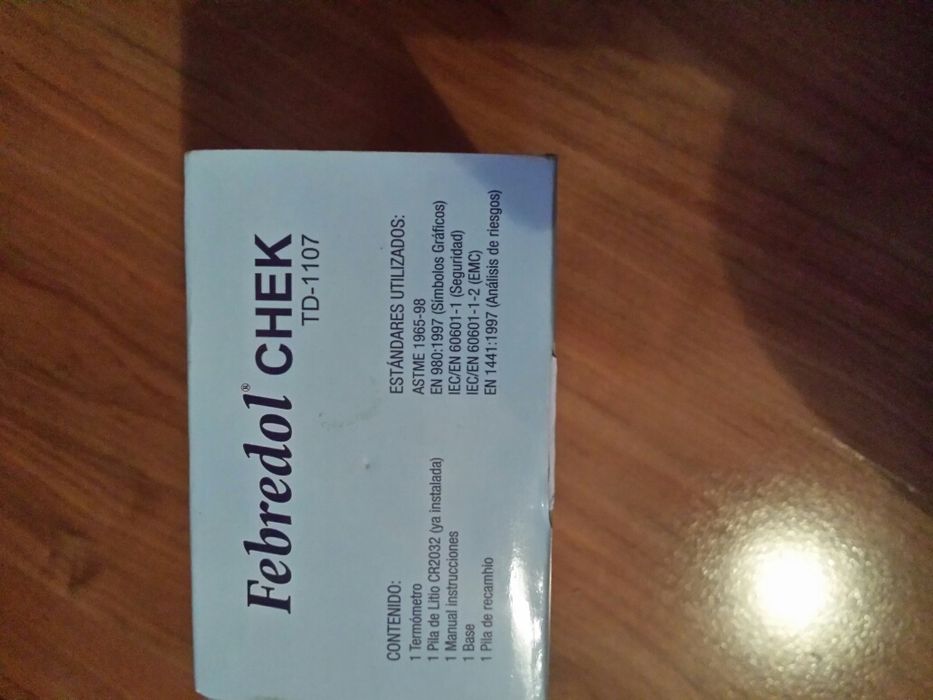 Febredol® CHEK
TD-1107
CONTENIDO:
1 Termómetro
1 Pila de Litio CR2032 (ya instalada)
1 Manual instrucciones
1 Base
1 Pila de recambio
ESTÁNDARES UTILIZADOS:
ASTME 1965-98
EN 980:1997 (Símbolos Gráficos)
IEC/EN 60601-1 (Seguridad)
IEC/EN 60601-1-2 (EMC)
EN 1441:1997 (Análisis de riesgos)